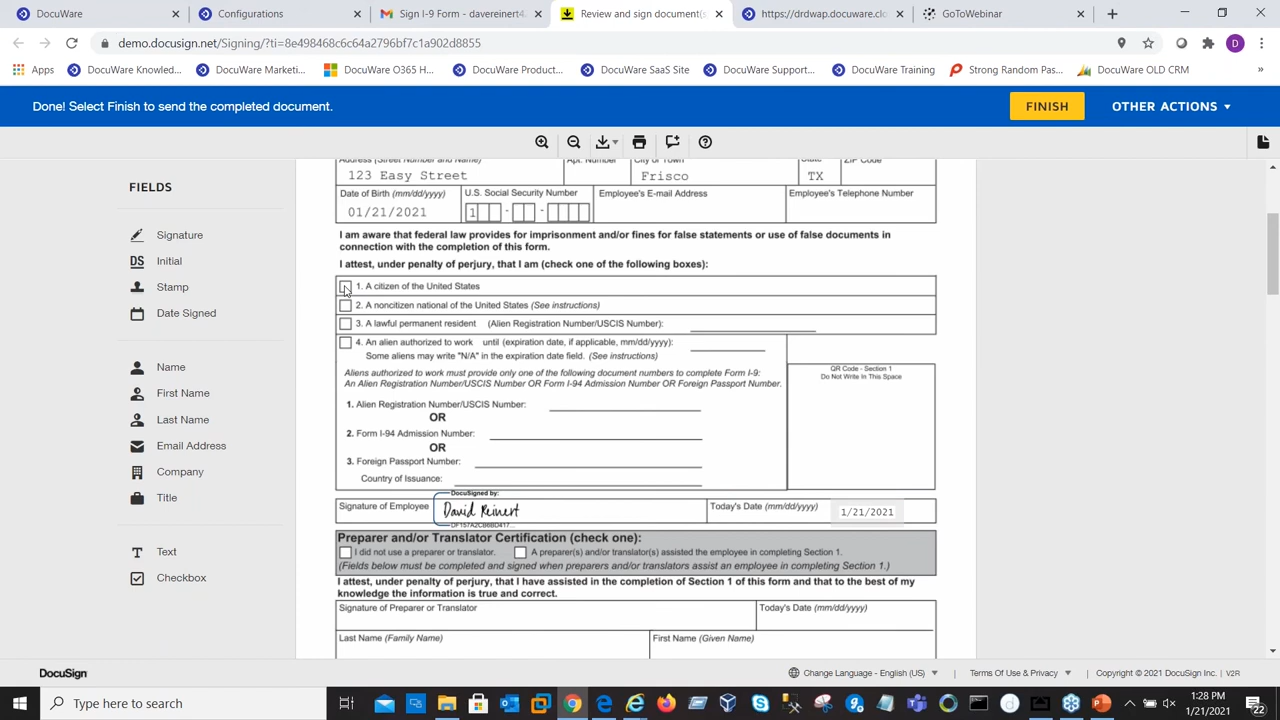 DocuWare
Configurations
Sign I-9 Form - davereinert42
Review and sign document(s)
https://drdwap.docuware.clo
GoToWebinar
demo.docusign.net/Signing/?ti=8e498468c6c64a2796bf7c1a902d8855
D
Apps
DocuWare Knowled...
DocuWare Marketi...
DocuWare O365 H...
DocuWare Product...
DocuWare SaaS Site
DocuWare Support...
DocuWare Training
Strong Random Pas...
DocuWare OLD CRM
»
Done! Select Finish to send the completed document.
FINISH
OTHER ACTIONS
FIELDS
Signature
DS Initial
Stamp
Date Signed
Name
First Name
Last Name
Email Address
Company
Title
T Text
Checkbox
Address (Street Number and Name) Apt. Number City or Town State ZIP Code
123 Easy Street Frisco TX
Date of Birth (mm/dd/yyyy) U.S. Social Security Number Employee's E-mail Address Employee's Telephone Number
01/21/2021 1 - -
I am aware that federal law provides for imprisonment and/or fines for false statements or use of false documents in
connection with the completion of this form.
I attest, under penalty of perjury, that I am (check one of the following boxes):
1. A citizen of the United States
2. A noncitizen national of the United States (See instructions)
3. A lawful permanent resident (Alien Registration Number/USCIS Number):
4. An alien authorized to work until (expiration date, if applicable, mm/dd/yyyy):
Some aliens may write "N/A" in the expiration date field. (See instructions)
Aliens authorized to work must provide only one of the following document numbers to complete Form I-9:
An Alien Registration Number/USCIS Number OR Form I-94 Admission Number OR Foreign Passport Number.
QR Code - Section 1
Do Not Write In This Space
1. Alien Registration Number/USCIS Number:
OR
2. Form I-94 Admission Number:
OR
3. Foreign Passport Number:
Country of Issuance:
DocuSigned by:
Signature of Employee David Reinert Today's Date (mm/dd/yyyy) 1/21/2021
DF157A2CB6BD417...
Preparer and/or Translator Certification (check one):
I did not use a preparer or translator. A preparer(s) and/or translator(s) assisted the employee in completing Section 1.
(Fields below must be completed and signed when preparers and/or translators assist an employee in completing Section 1.)
I attest, under penalty of perjury, that I have assisted in the completion of Section 1 of this form and that to the best of my
knowledge the information is true and correct.
Signature of Preparer or Translator Today's Date (mm/dd/yyyy)
Last Name (Family Name) First Name (Given Name)
DocuSign
Change Language - English (US) | Terms Of Use & Privacy | Copyright © 2021 DocuSign Inc. | V2R
Type here to search
1:28 PM
1/21/2021
22